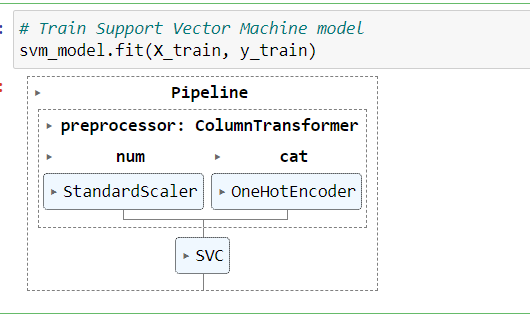 # Train Support Vector Machine model
svm_model.fit(X_train, y_train)
Pipeline
preprocessor: ColumnTransformer
num cat
StandardScaler OneHotEncoder
SVC